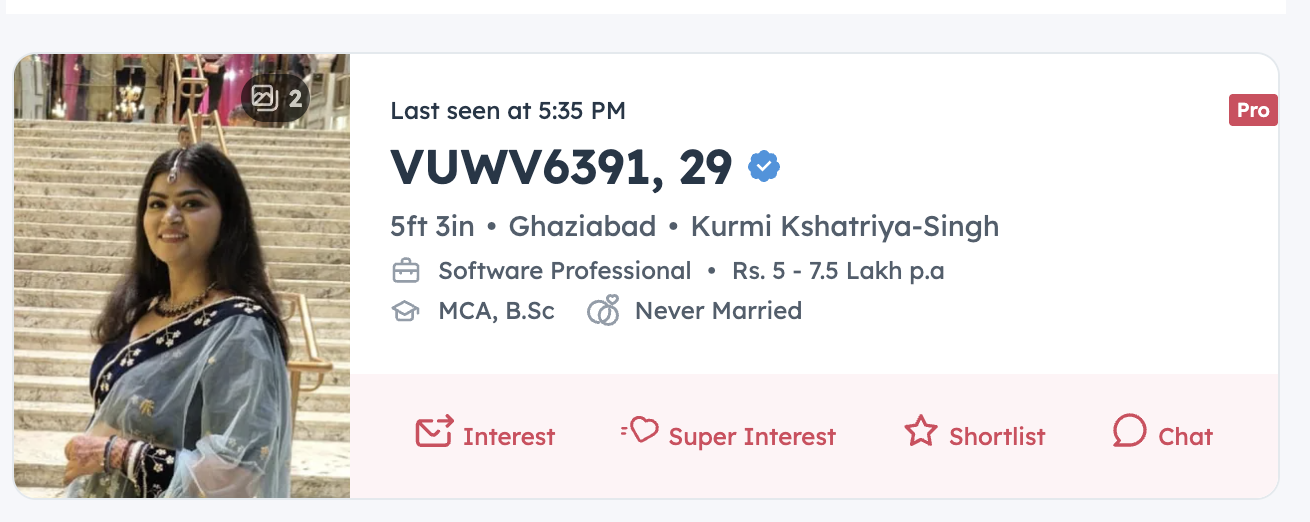 2
Last seen at 5:35 PM
Pro
VUWV6391, 29
5ft 3in • Ghaziabad • Kurmi Kshatriya-Singh
Software Professional • Rs. 5 - 7.5 Lakh p.a
MCA, B.Sc Never Married
Interest Super Interest Shortlist Chat